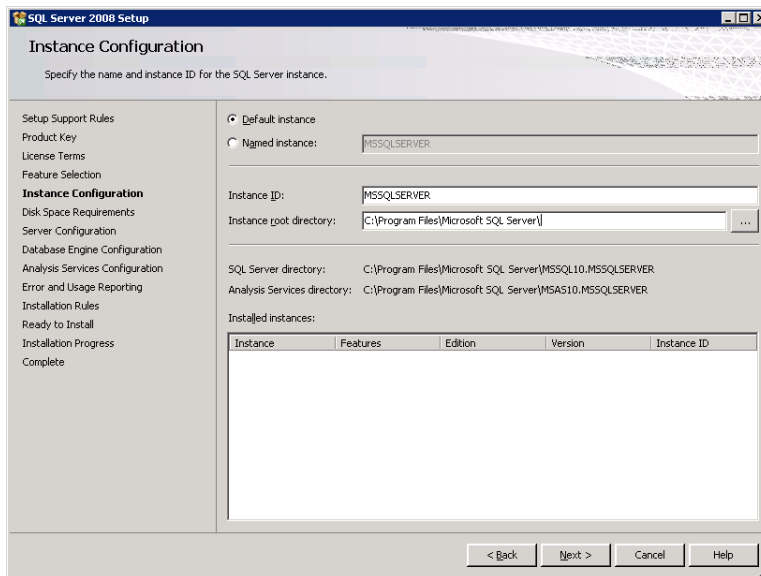 SQL Server 2008 Setup
Instance Configuration
Specify the name and instance ID for the SQL Server instance.
Setup Support Rules
Product Key
License Terms
Feature Selection
Instance Configuration
Disk Space Requirements
Server Configuration
Database Engine Configuration
Analysis Services Configuration
Error and Usage Reporting
Installation Rules
Ready to Install
Installation Progress
Complete
Default instance
Named instance: MSSQLSERVER
Instance ID: MSSQLSERVER
Instance root directory: C:\Program Files\Microsoft SQL Server\ ...
SQL Server directory: C:\Program Files\Microsoft SQL Server\MSSQL10.MSSQLSERVER
Analysis Services directory: C:\Program Files\Microsoft SQL Server\MSAS10.MSSQLSERVER
Installed instances:
Instance Features Edition Version Instance ID
< Back Next > Cancel Help